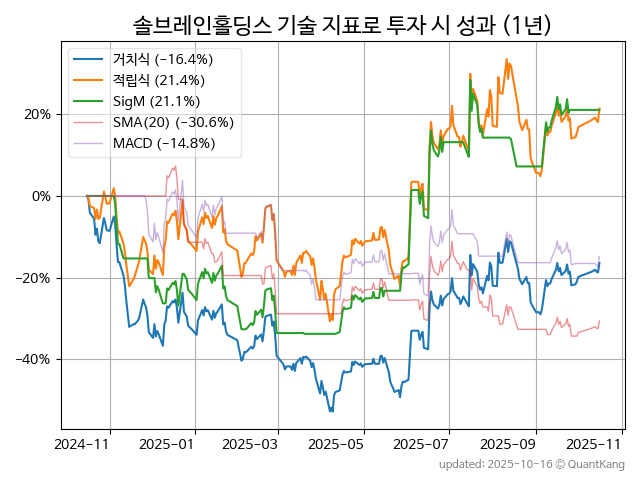 솔브레인홀딩스 기술 지표로 투자 시 성과 (1년)
거치식 (−16.4%)
적립식 (21.4%)
SigM (21.1%)
SMA(20) (−30.6%)
MACD (−14.8%)
20%
0%
−20%
−40%
2024-11 2025-01 2025-03 2025-05 2025-07 2025-09 2025-11
updated: 2025-10-16 © QuantKang